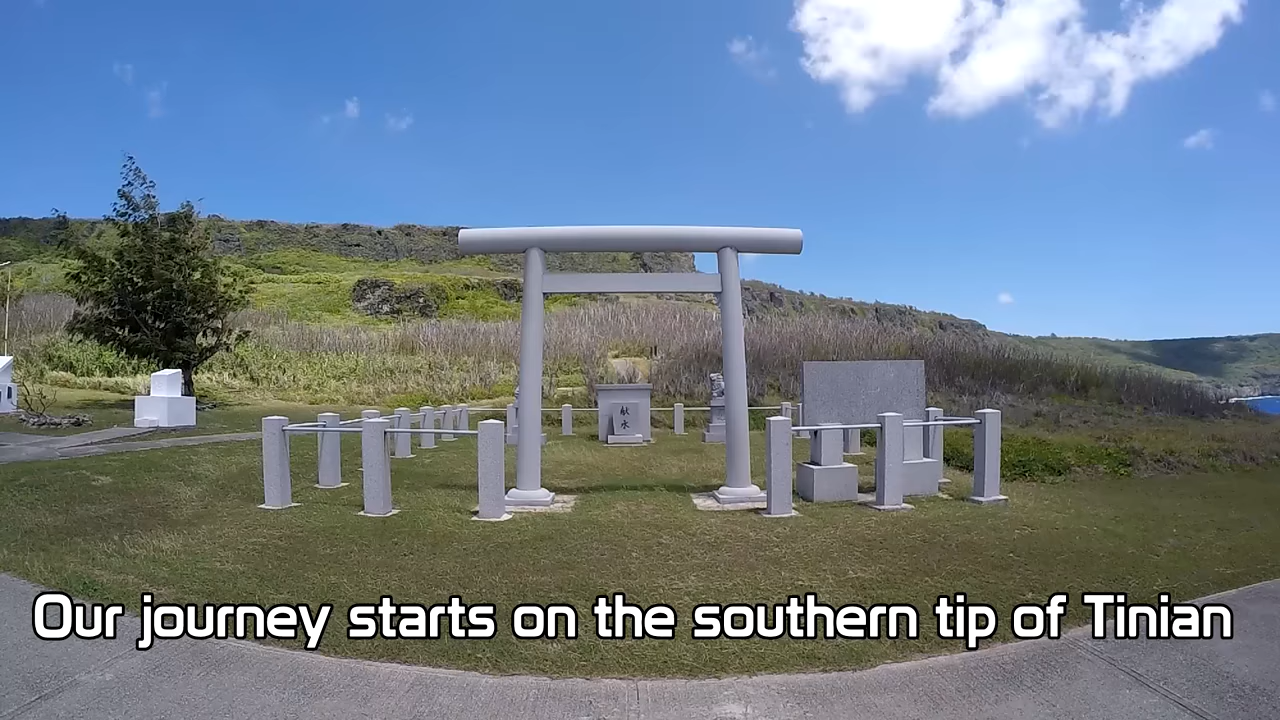 献
水
Our journey starts on the southern tip of Tinian